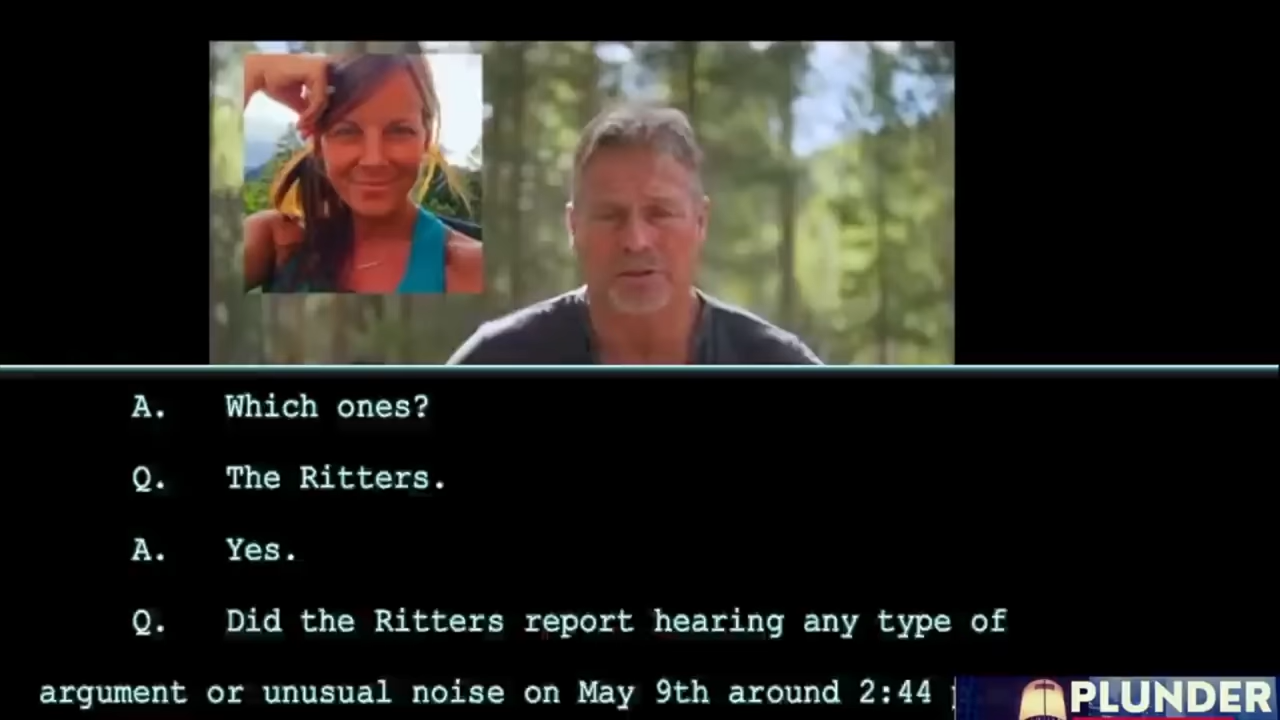 A. Which ones?
Q. The Ritters.
A. Yes.
Q. Did the Ritters report hearing any type of
argument or unusual noise on May 9th around 2:44
PLUNDER